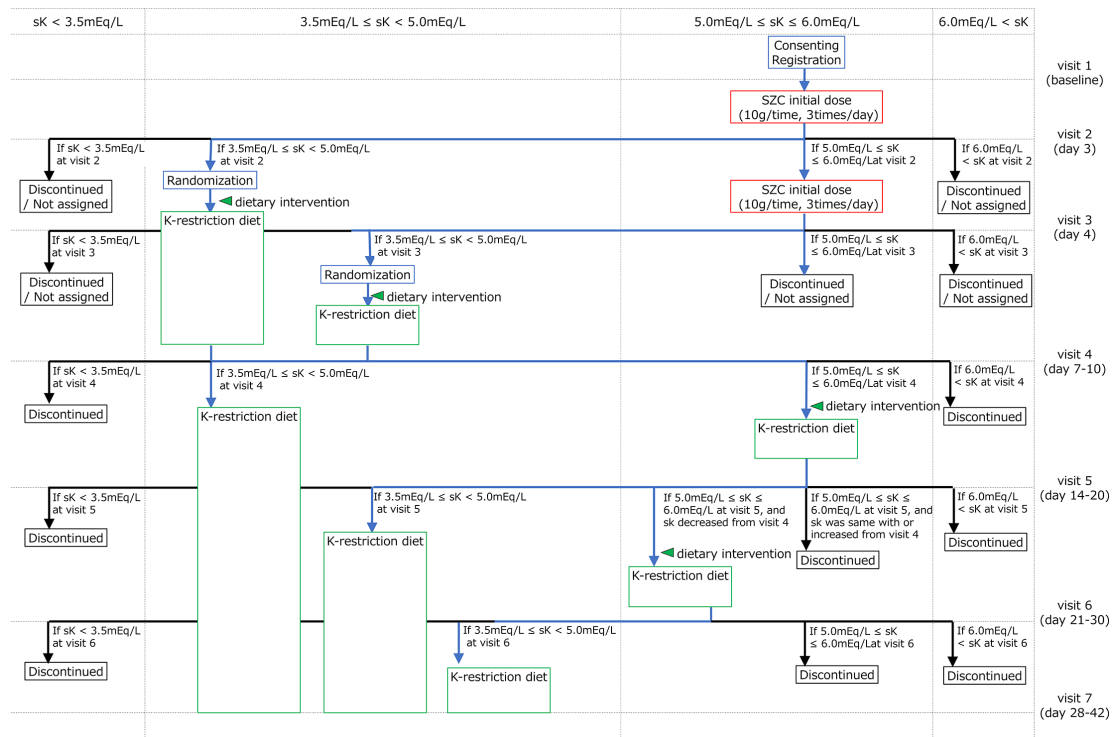 sK < 3.5mEq/L
3.5mEq/L ≤ sK < 5.0mEq/L
5.0mEq/L ≤ sK ≤ 6.0mEq/L
6.0mEq/L < sK
Consenting
Registration
visit 1
(baseline)
SZC initial dose
(10g/time, 3times/day)
visit 2
(day 3)
If sK < 3.5mEq/L
at visit 2
If 3.5mEq/L ≤ sK < 5.0mEq/L
at visit 2
If 5.0mEq/L ≤ sK
≤ 6.0mEq/Lat visit 2
If 6.0mEq/L
< sK at visit 2
Discontinued
/ Not assigned
Randomization
dietary intervention
K-restriction diet
SZC initial dose
(10g/time, 3times/day)
Discontinued
/ Not assigned
visit 3
(day 4)
If sK < 3.5mEq/L
at visit 3
If 3.5mEq/L ≤ sK < 5.0mEq/L
at visit 3
If 5.0mEq/L ≤ sK
≤ 6.0mEq/Lat visit 3
If 6.0mEq/L
< sK at visit 3
Discontinued
/ Not assigned
Randomization
dietary intervention
K-restriction diet
Discontinued
/ Not assigned
Discontinued
/ Not assigned
visit 4
(day 7-10)
If sK < 3.5mEq/L
at visit 4
If 3.5mEq/L ≤ sK < 5.0mEq/L
at visit 4
If 5.0mEq/L ≤ sK
≤ 6.0mEq/Lat visit 4
If 6.0mEq/L
< sK at visit 4
Discontinued
K-restriction diet
dietary intervention
K-restriction diet
Discontinued
visit 5
(day 14-20)
If sK < 3.5mEq/L
at visit 5
If 3.5mEq/L ≤ sK < 5.0mEq/L
at visit 5
If 5.0mEq/L ≤ sK ≤
6.0mEq/L at visit 5, and
sk decreased from visit 4
If 5.0mEq/L ≤ sK ≤
6.0mEq/L at visit 5, and
sk was same with or
increased from visit 4
If 6.0mEq/L
< sK at visit 5
Discontinued
K-restriction diet
dietary intervention
K-restriction diet
Discontinued
Discontinued
visit 6
(day 21-30)
If sK < 3.5mEq/L
at visit 6
If 3.5mEq/L ≤ sK < 5.0mEq/L
at visit 6
If 5.0mEq/L ≤ sK
≤ 6.0mEq/Lat visit 6
If 6.0mEq/L
< sK at visit 6
Discontinued
K-restriction diet
Discontinued
Discontinued
visit 7
(day 28-42)